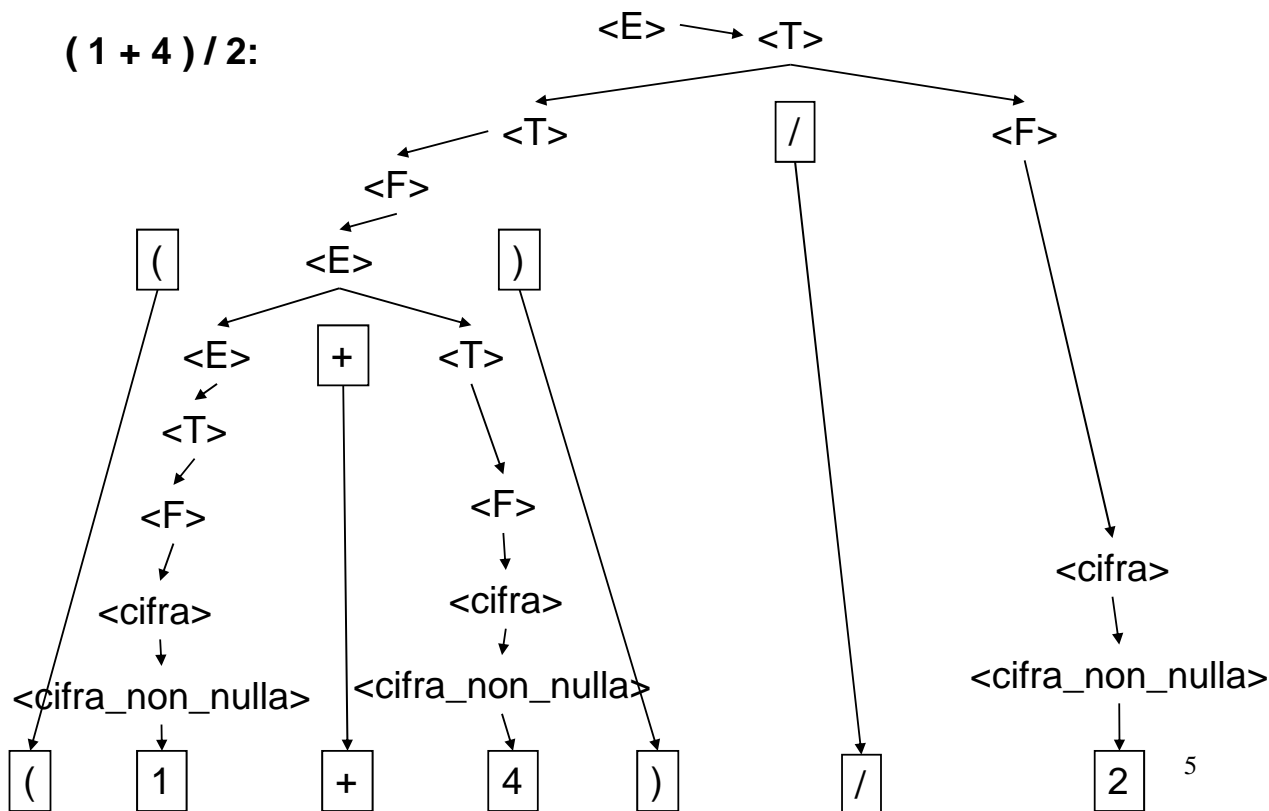 <E> <T>
( 1 + 4 ) / 2:
<T> / <F>
<F>
( <E> )
<E> + <T>
<T>
<F> <F>
<cifra>
<cifra> <cifra>
<cifra_non_nulla> <cifra_non_nulla> <cifra_non_nulla>
( 1 + 4 ) / 2 5